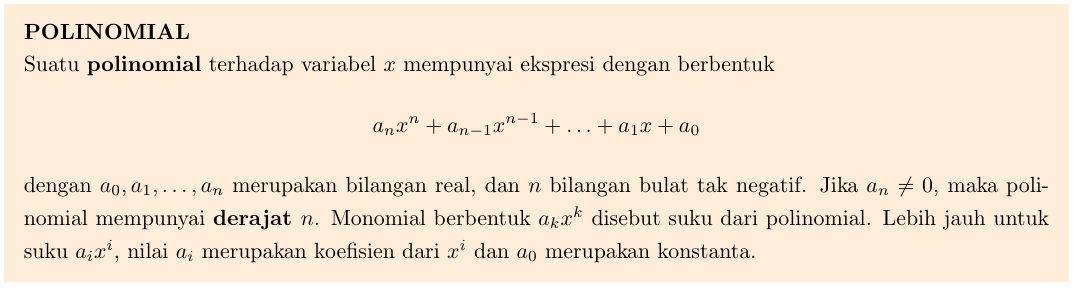 POLINOMIAL
Suatu polinomial terhadap variabel x mempunyai ekspresi dengan berbentuk
aₙxⁿ + aₙ₋₁xⁿ⁻¹ + … + a₁x + a₀
dengan a₀, a₁, …, aₙ merupakan bilangan real, dan n bilangan bulat tak negatif. Jika aₙ ≠ 0, maka poli-
nomial mempunyai derajat n. Monomial berbentuk aₖxᵏ disebut suku dari polinomial. Lebih jauh untuk
suku aᵢxⁱ, nilai aᵢ merupakan koefisien dari xⁱ dan a₀ merupakan konstanta.